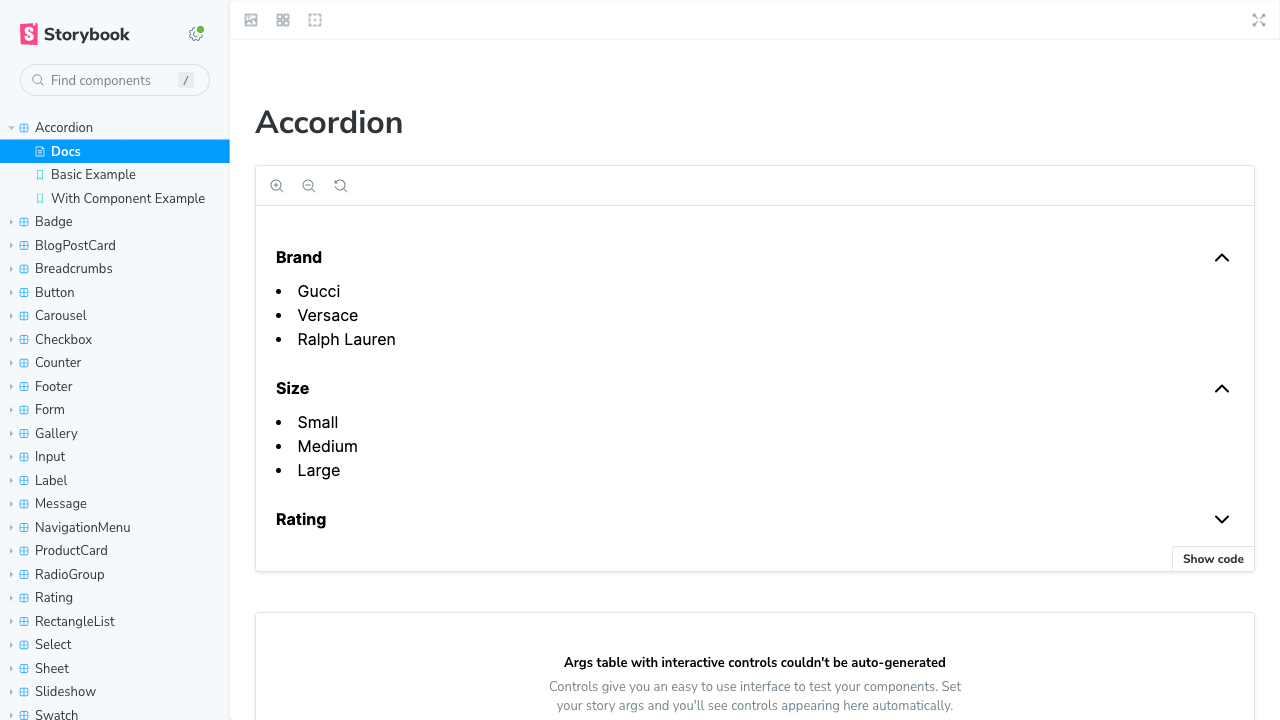 Storybook
Find components
/
Accordion
Docs
Basic Example
With Component Example
Badge
BlogPostCard
Breadcrumbs
Button
Carousel
Checkbox
Counter
Footer
Form
Gallery
Input
Label
Message
NavigationMenu
ProductCard
RadioGroup
Rating
RectangleList
Select
Sheet
Slideshow
Swatch
Accordion
Brand
• Gucci
• Versace
• Ralph Lauren
Size
• Small
• Medium
• Large
Rating
Show code
Args table with interactive controls couldn't be auto-generated
Controls give you an easy to use interface to test your components. Set
your story args and you'll see controls appearing here automatically.